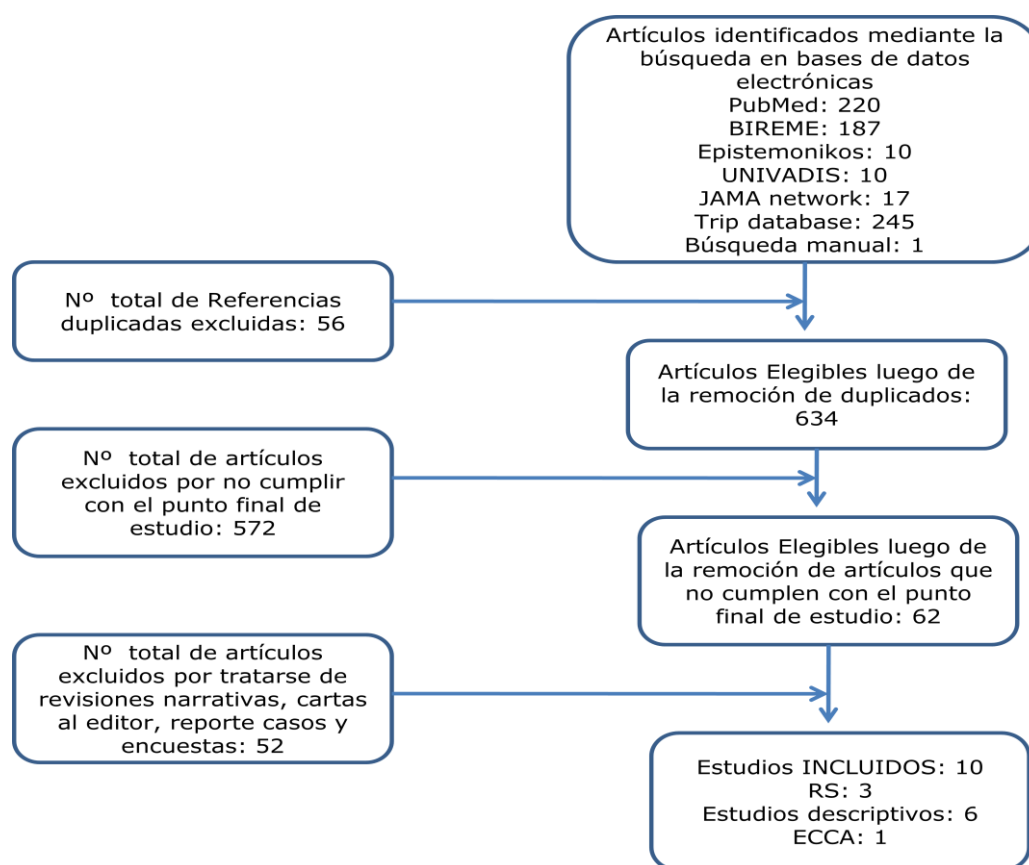 Artículos identificados mediante la
búsqueda en bases de datos
electrónicas
PubMed: 220
BIREME: 187
Epistemonikos: 10
UNIVADIS: 10
JAMA network: 17
Trip database: 245
Búsqueda manual: 1
Nº total de Referencias
duplicadas excluidas: 56
Artículos Elegibles luego de
la remoción de duplicados:
634
Nº total de artículos
excluidos por no cumplir
con el punto final de
estudio: 572
Artículos Elegibles luego de
la remoción de artículos que
no cumplen con el punto
final de estudio: 62
Nº total de artículos
excluidos por tratarse de
revisiones narrativas, cartas
al editor, reporte casos y
encuestas: 52
Estudios INCLUIDOS: 10
RS: 3
Estudios descriptivos: 6
ECCA: 1